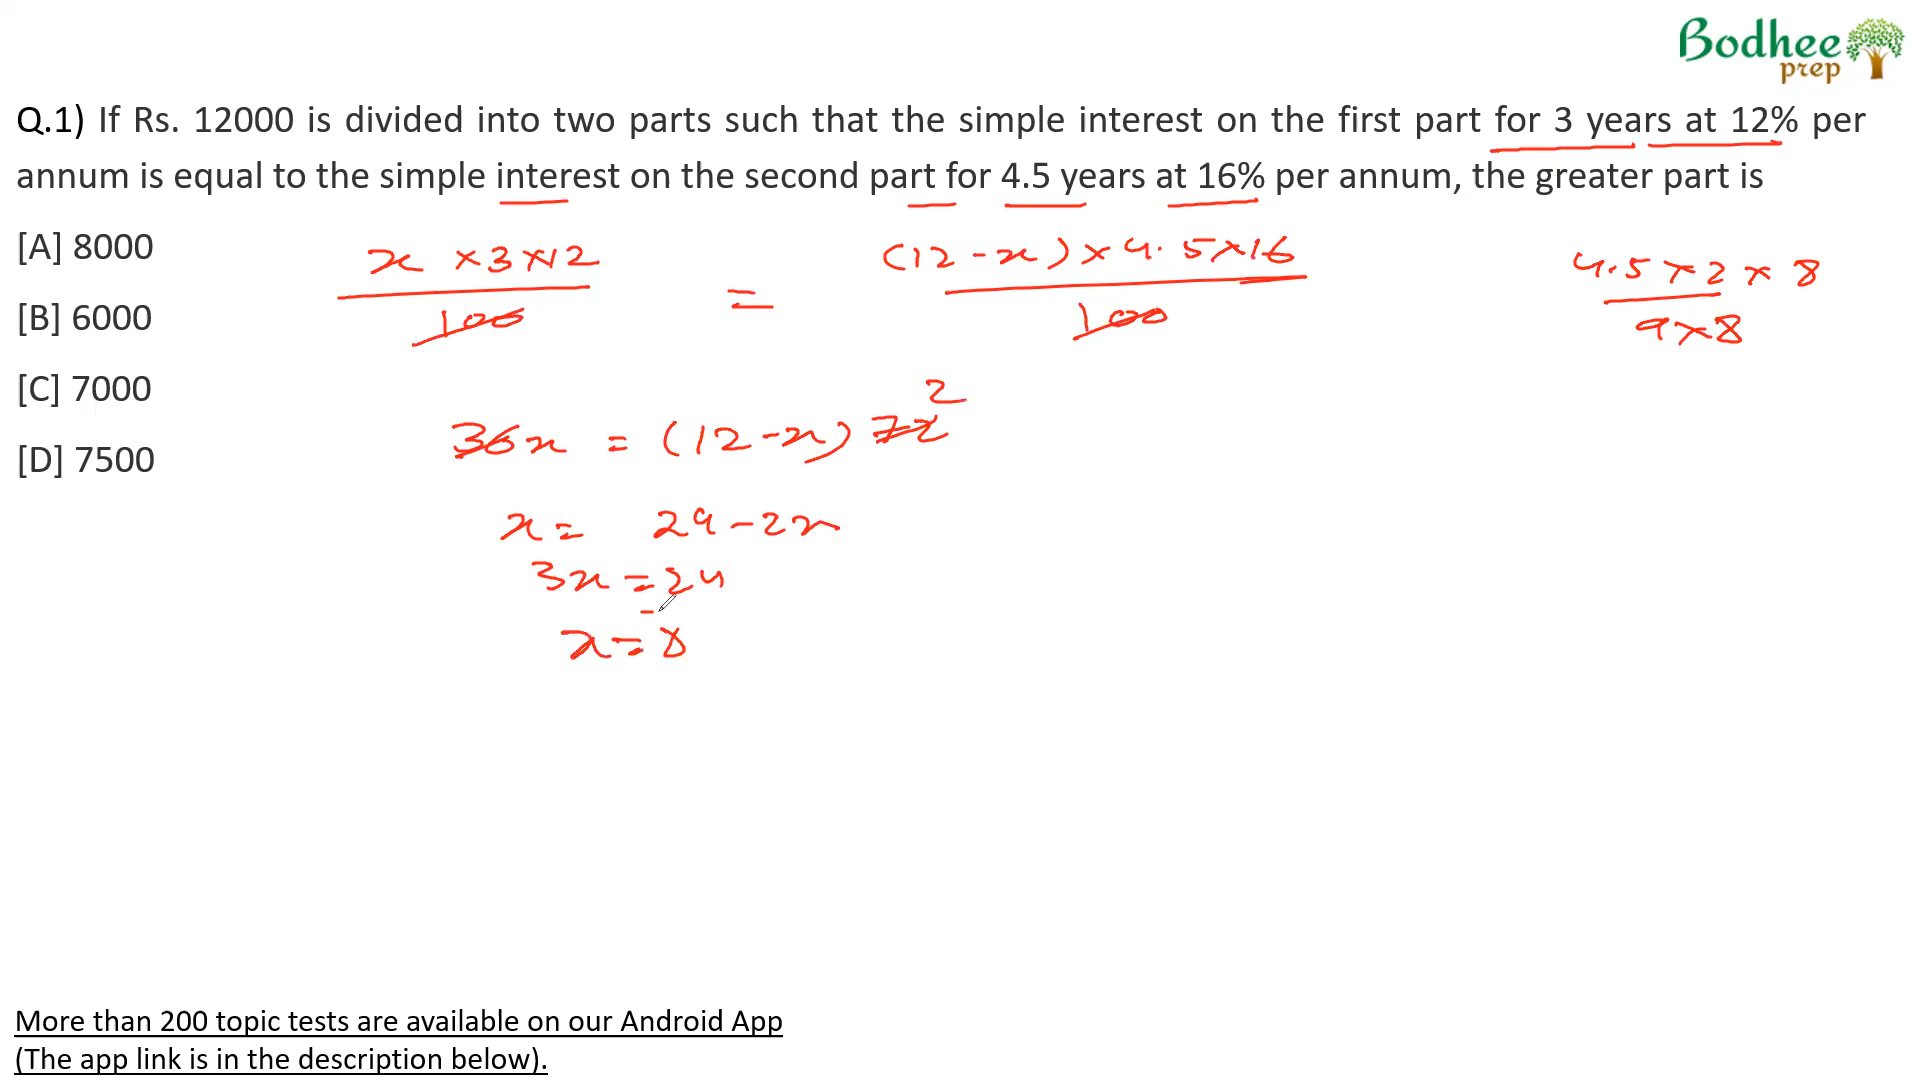 Bodhee
prep
Q.1) If Rs. 12000 is divided into two parts such that the simple interest on the first part for 3 years at 12% per
annum is equal to the simple interest on the second part for 4.5 years at 16% per annum, the greater part is
[A] 8000
[B] 6000
[C] 7000
[D] 7500
x × 3 × 12
100
=
(12 - x) × 4.5 × 16
100
4.5 × 2 × 8
9 × 8
2
36x = (12 - x) 72
x = 24 - 2x
3x = 24
x = 8
More than 200 topic tests are available on our Android App
(The app link is in the description below).